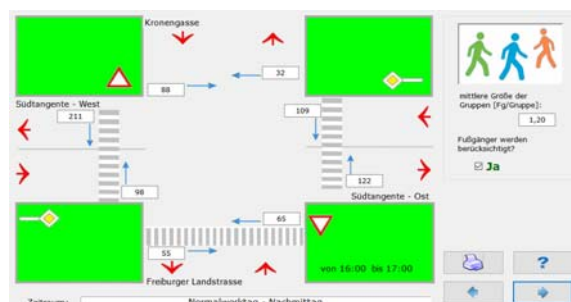 Kronengasse
88
32
Südtangente - West
211
98
109
122
Südtangente - Ost
65
55
von 16:00 bis 17:00
Freiburger Landstrasse
mittlere Größe der
Gruppen [Fg/Gruppe]:
1,20
Fußgänger werden
berücksichtigt?
Ja
?
Zeitraum:
Normalwerktag - Nachmittag